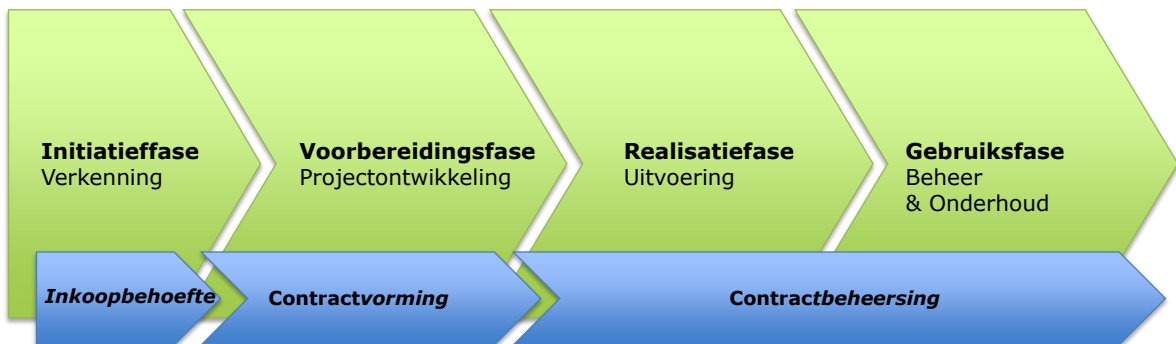 Initiatieffase
Verkenning
Voorbereidingsfase
Projectontwikkeling
Realisatiefase
Uitvoering
Gebruiksfase
Beheer
& Onderhoud
Inkoopbehoefte
Contractvorming
Contractbeheersing